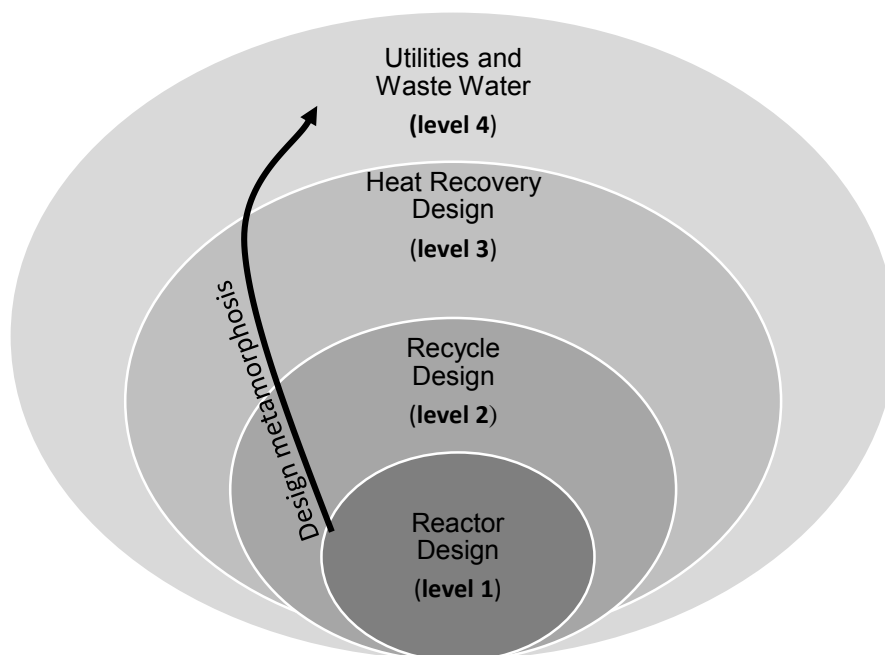 Utilities and
Waste Water
(level 4)
Heat Recovery
Design
(level 3)
Design metamorphosis
Recycle
Design
(level 2)
Reactor
Design
(level 1)